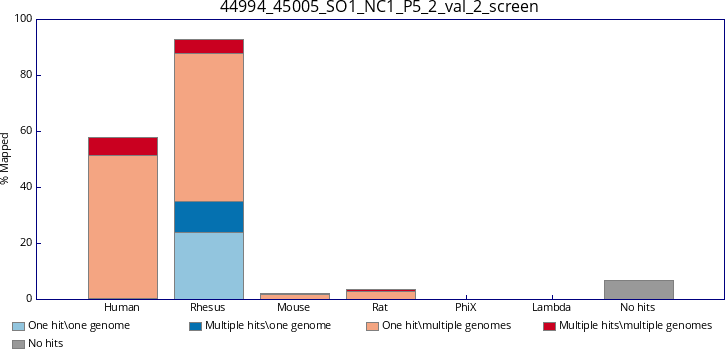 44994_45005_SO1_NC1_P5_2_val_2_screen
100
80
60
40
20
0
% Mapped
Human Rhesus Mouse Rat PhiX Lambda No hits
One hit\one genome Multiple hits\one genome One hit\multiple genomes Multiple hits\multiple genomes
No hits